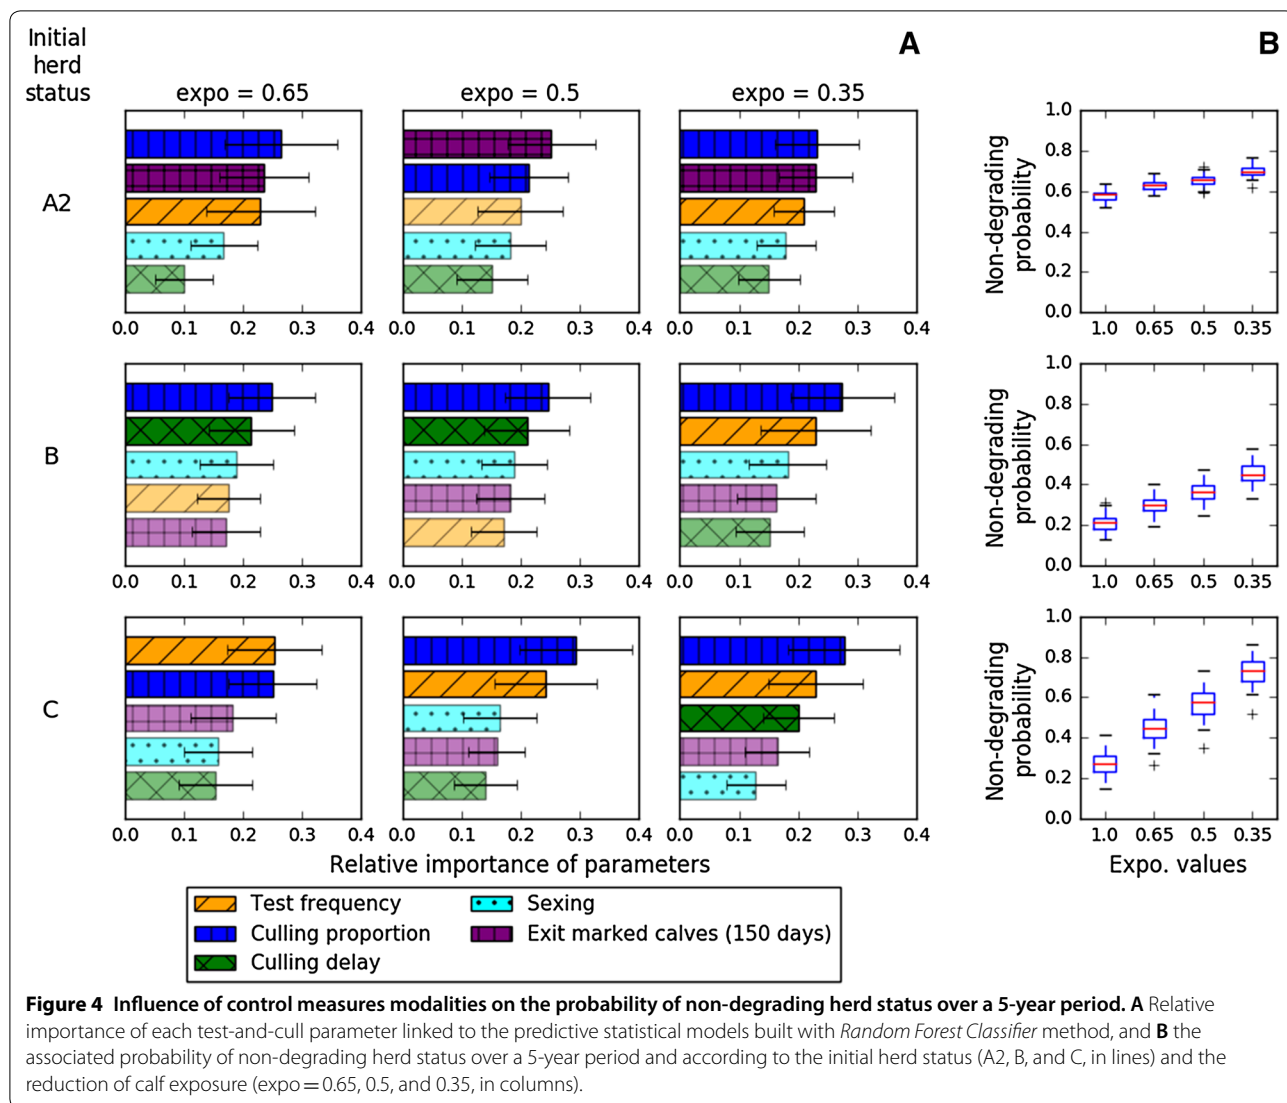 Initial
herd
status
A
B
expo = 0.65
expo = 0.5
expo = 0.35
A2
0.0 0.1 0.2 0.3 0.4
0.0 0.1 0.2 0.3 0.4
0.0 0.1 0.2 0.3 0.4
Non-degrading
probability
1.0
0.8
0.6
0.4
0.2
0.0
1.0 0.65 0.5 0.35
B
0.0 0.1 0.2 0.3 0.4
0.0 0.1 0.2 0.3 0.4
0.0 0.1 0.2 0.3 0.4
Non-degrading
probability
1.0
0.8
0.6
0.4
0.2
0.0
1.0 0.65 0.5 0.35
C
0.0 0.1 0.2 0.3 0.4
0.0 0.1 0.2 0.3 0.4
0.0 0.1 0.2 0.3 0.4
Non-degrading
probability
1.0
0.8
0.6
0.4
0.2
0.0
1.0 0.65 0.5 0.35
Relative importance of parameters
Expo. values
Test frequency
Culling proportion
Culling delay
Sexing
Exit marked calves (150 days)
Figure 4 Influence of control measures modalities on the probability of non-degrading herd status over a 5-year period. A Relative
importance of each test-and-cull parameter linked to the predictive statistical models built with Random Forest Classifier method, and B the
associated probability of non-degrading herd status over a 5-year period and according to the initial herd status (A2, B, and C, in lines) and the
reduction of calf exposure (expo = 0.65, 0.5, and 0.35, in columns).